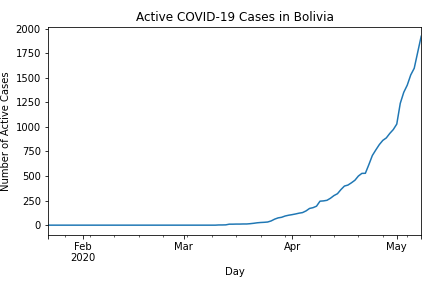 Active COVID-19 Cases in Bolivia
Number of Active Cases
2000
1750
1500
1250
1000
750
500
250
0
Feb
2020
Mar
Apr
May
Day